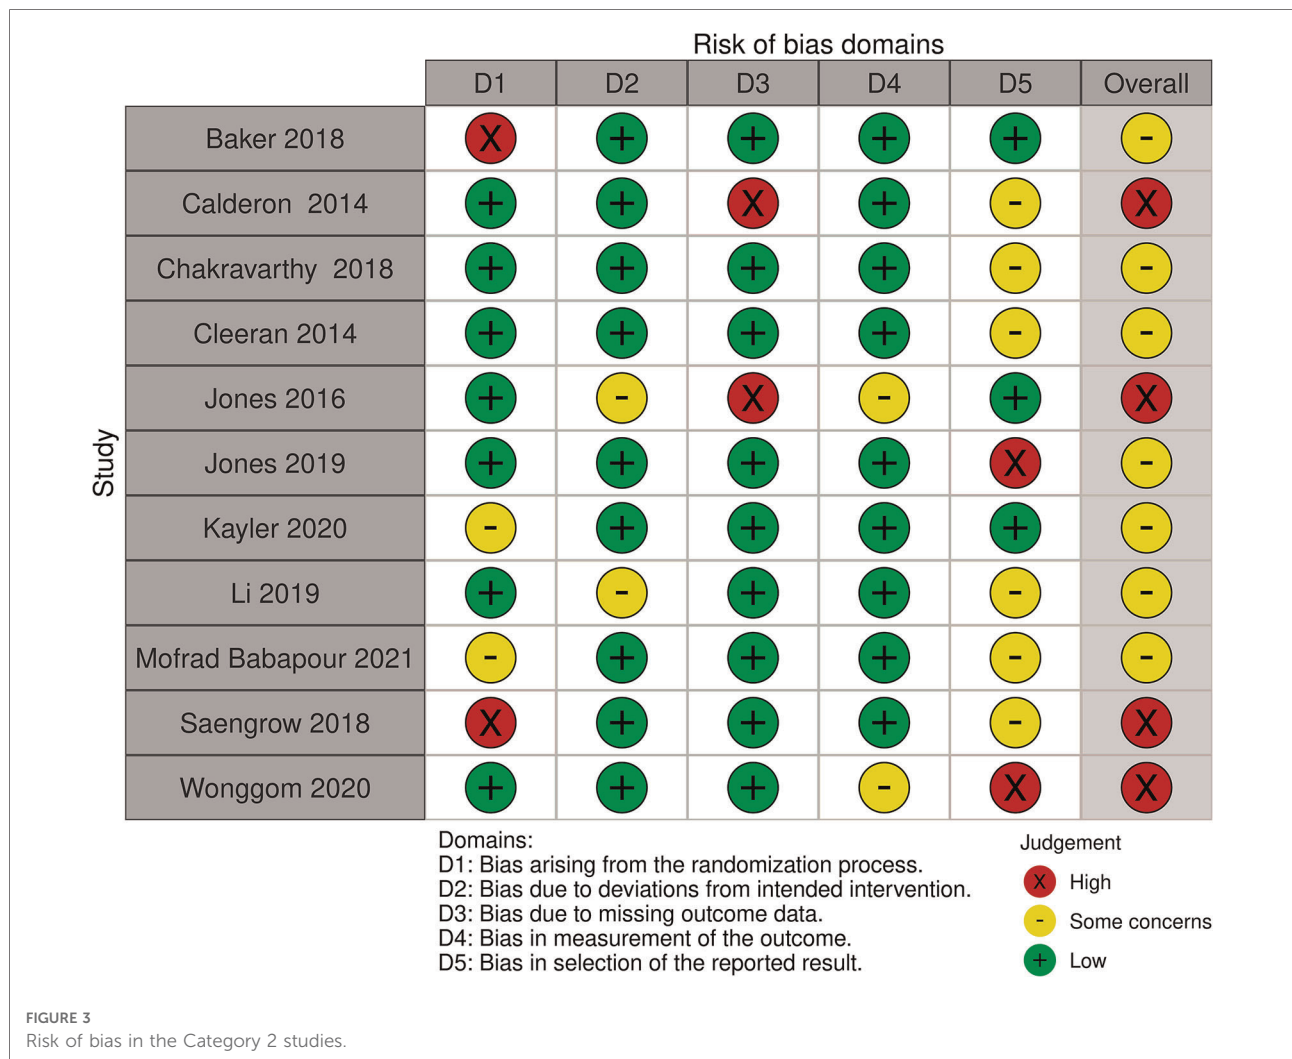 Risk of bias domains
D1 D2 D3 D4 D5 Overall
Study
Baker 2018 X + + + + -
Calderon 2014 + + X + - X
Chakravarthy 2018 + + + + - -
Cleeran 2014 + + + + - -
Jones 2016 + - X - + X
Jones 2019 + + + + X -
Kayler 2020 - + + + + -
Li 2019 + - + + - -
Mofrad Babapour 2021 - + + + - -
Saengrow 2018 X + + + - X
Wonggom 2020 + + + - X X
Domains:
D1: Bias arising from the randomization process.
D2: Bias due to deviations from intended intervention.
D3: Bias due to missing outcome data.
D4: Bias in measurement of the outcome.
D5: Bias in selection of the reported result.
Judgement
X High
- Some concerns
+ Low
FIGURE 3
Risk of bias in the Category 2 studies.